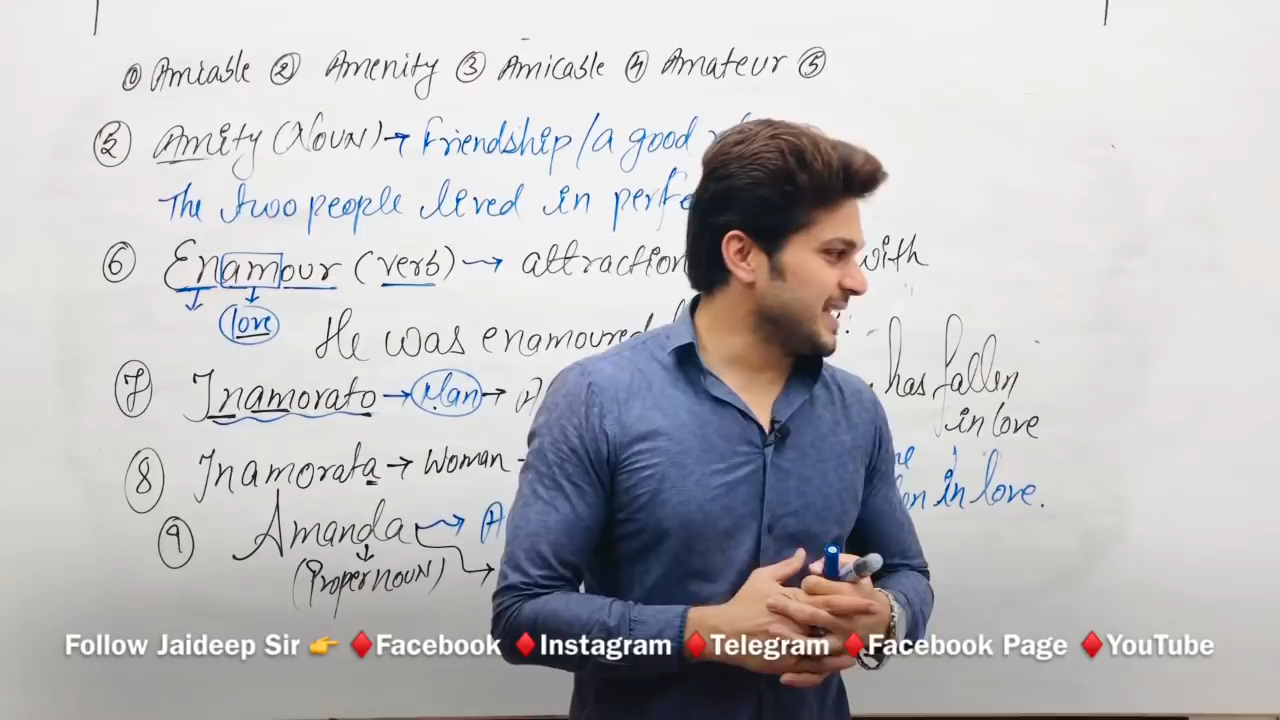 ① Amiable ② Amenity ③ Amicable ④ Amateur ⑤
⑤ Amity (Noun) → Friendship/a good
The two people lived in perfe
⑥ Enamour (verb) → attraction with
love
He was enamoured
⑦ Inamorato → Man → A has fallen
in love
⑧ Inamorata → Woman -
en in love.
⑨ Amanda → A
(Proper noun) →
Follow Jaideep Sir 👉 ♦Facebook ♦Instagram ♦Telegram ♦Facebook Page ♦YouTube